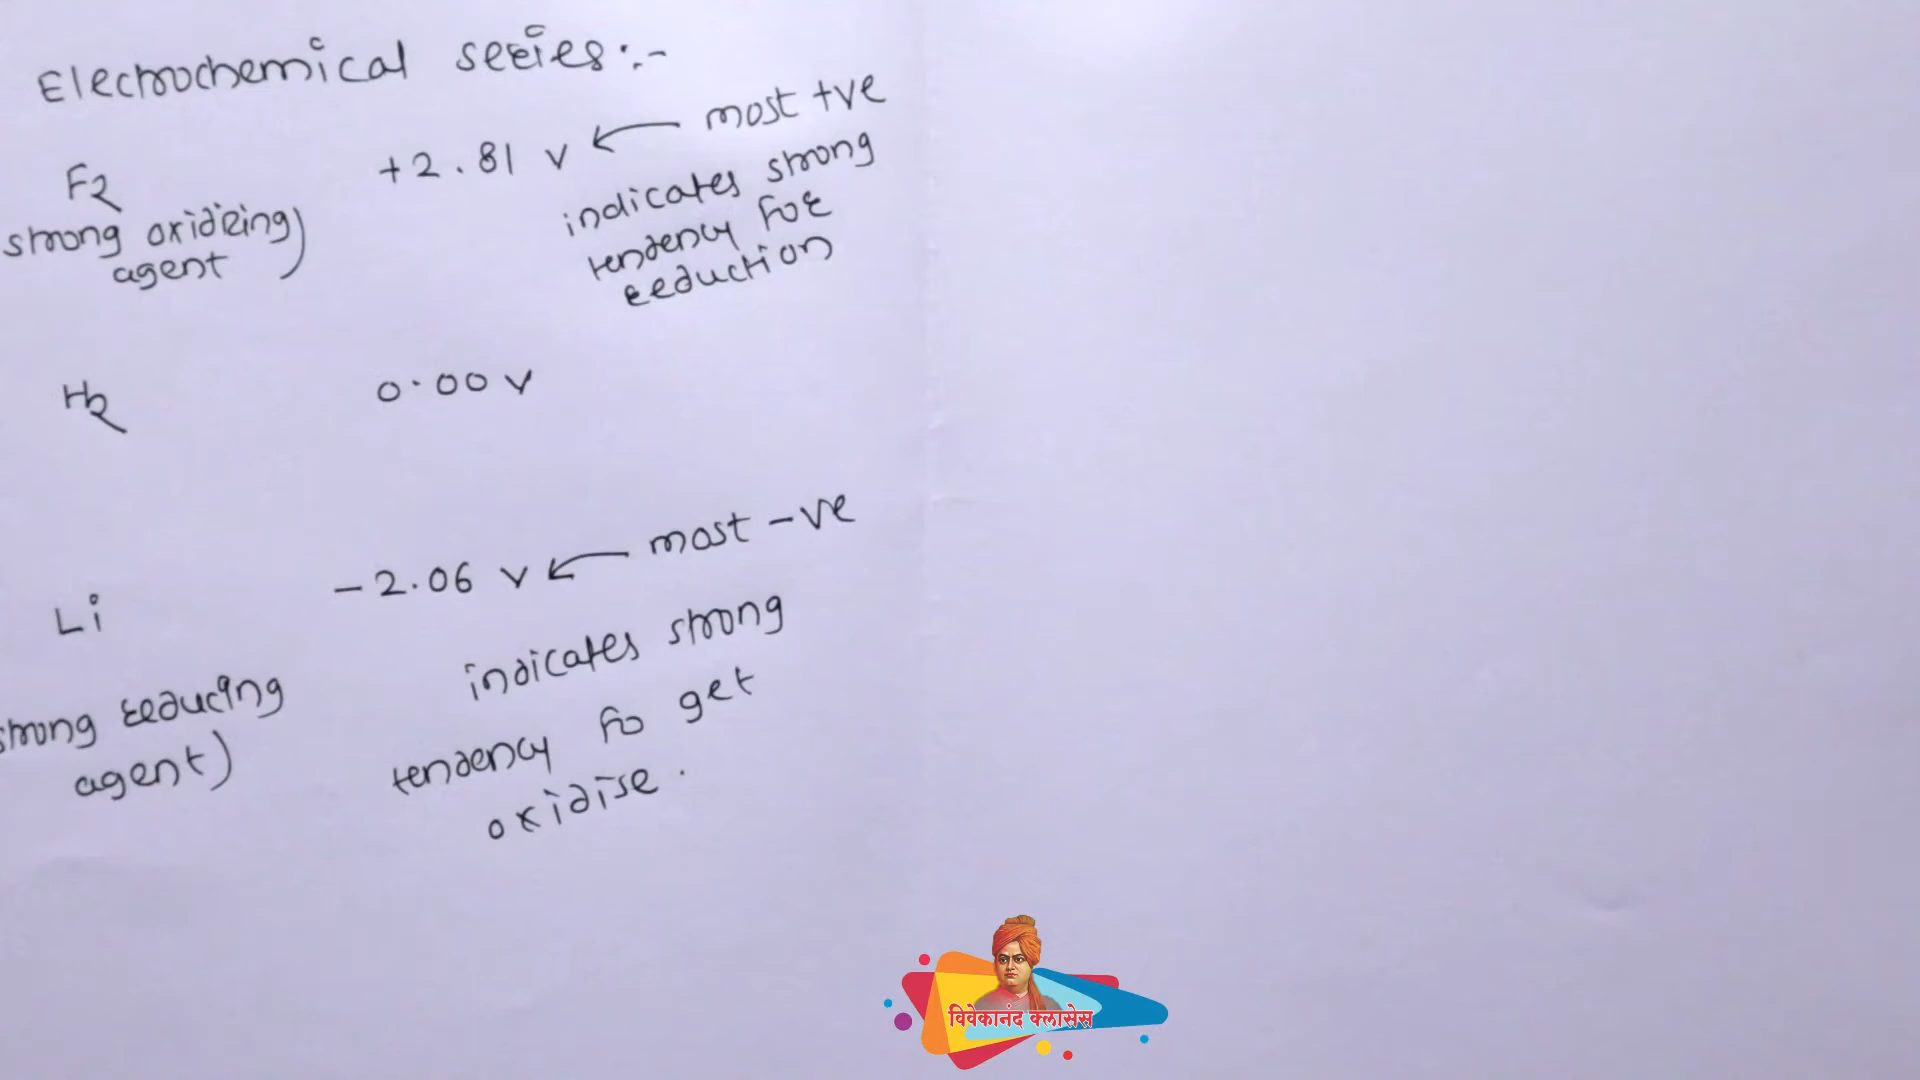 Electrochemical series:-
F2 +2.81 V ← most +ve
strong oxidizing agent)
indicates strong
tendency for
reduction
H2 0.00 V
Li -2.06 V ← most -ve
strong reducing
agent)
indicates strong
tendency to get
oxidise.
विवेकानंद क्लासेस